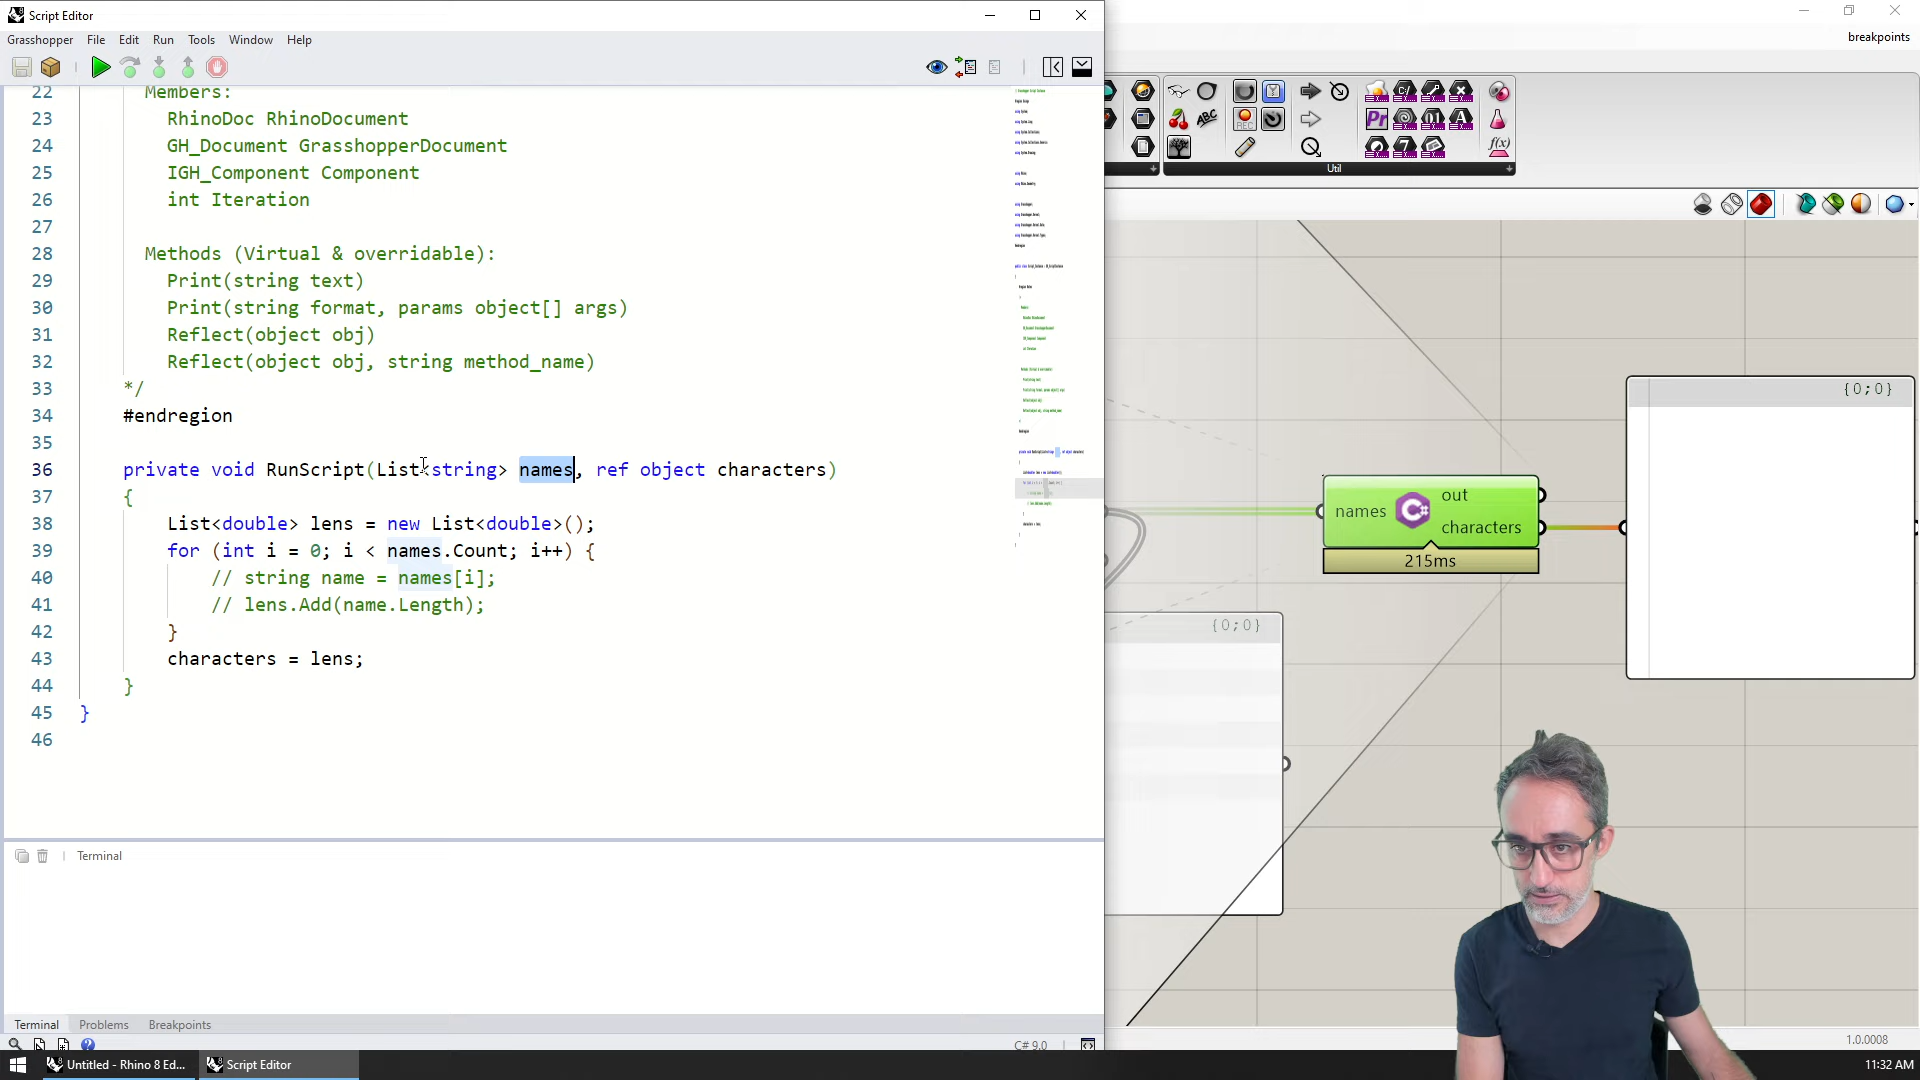 Script Editor
Grasshopper File Edit Run Tools Window Help
breakpoints
22 Members:
23 RhinoDoc RhinoDocument
24 GH_Document GrasshopperDocument
25 IGH_Component Component
26 int Iteration
27
28 Methods (Virtual & overridable):
29 Print(string text)
30 Print(string format, params object[] args)
31 Reflect(object obj)
32 Reflect(object obj, string method_name)
33 */
34 #endregion
35
36 private void RunScript(List<string> names, ref object characters)
37 {
38 List<double> lens = new List<double>();
39 for (int i = 0; i < names.Count; i++) {
40 // string name = names[i];
41 // lens.Add(name.Length);
42 }
43 characters = lens;
44 }
45 }
46
Util
{0;0}
names
out
characters
215ms
{0;0}
Terminal
Terminal Problems Breakpoints
C# 9.0
1.0.0008
Untitled - Rhino 8 Ed...
Script Editor
11:32 AM